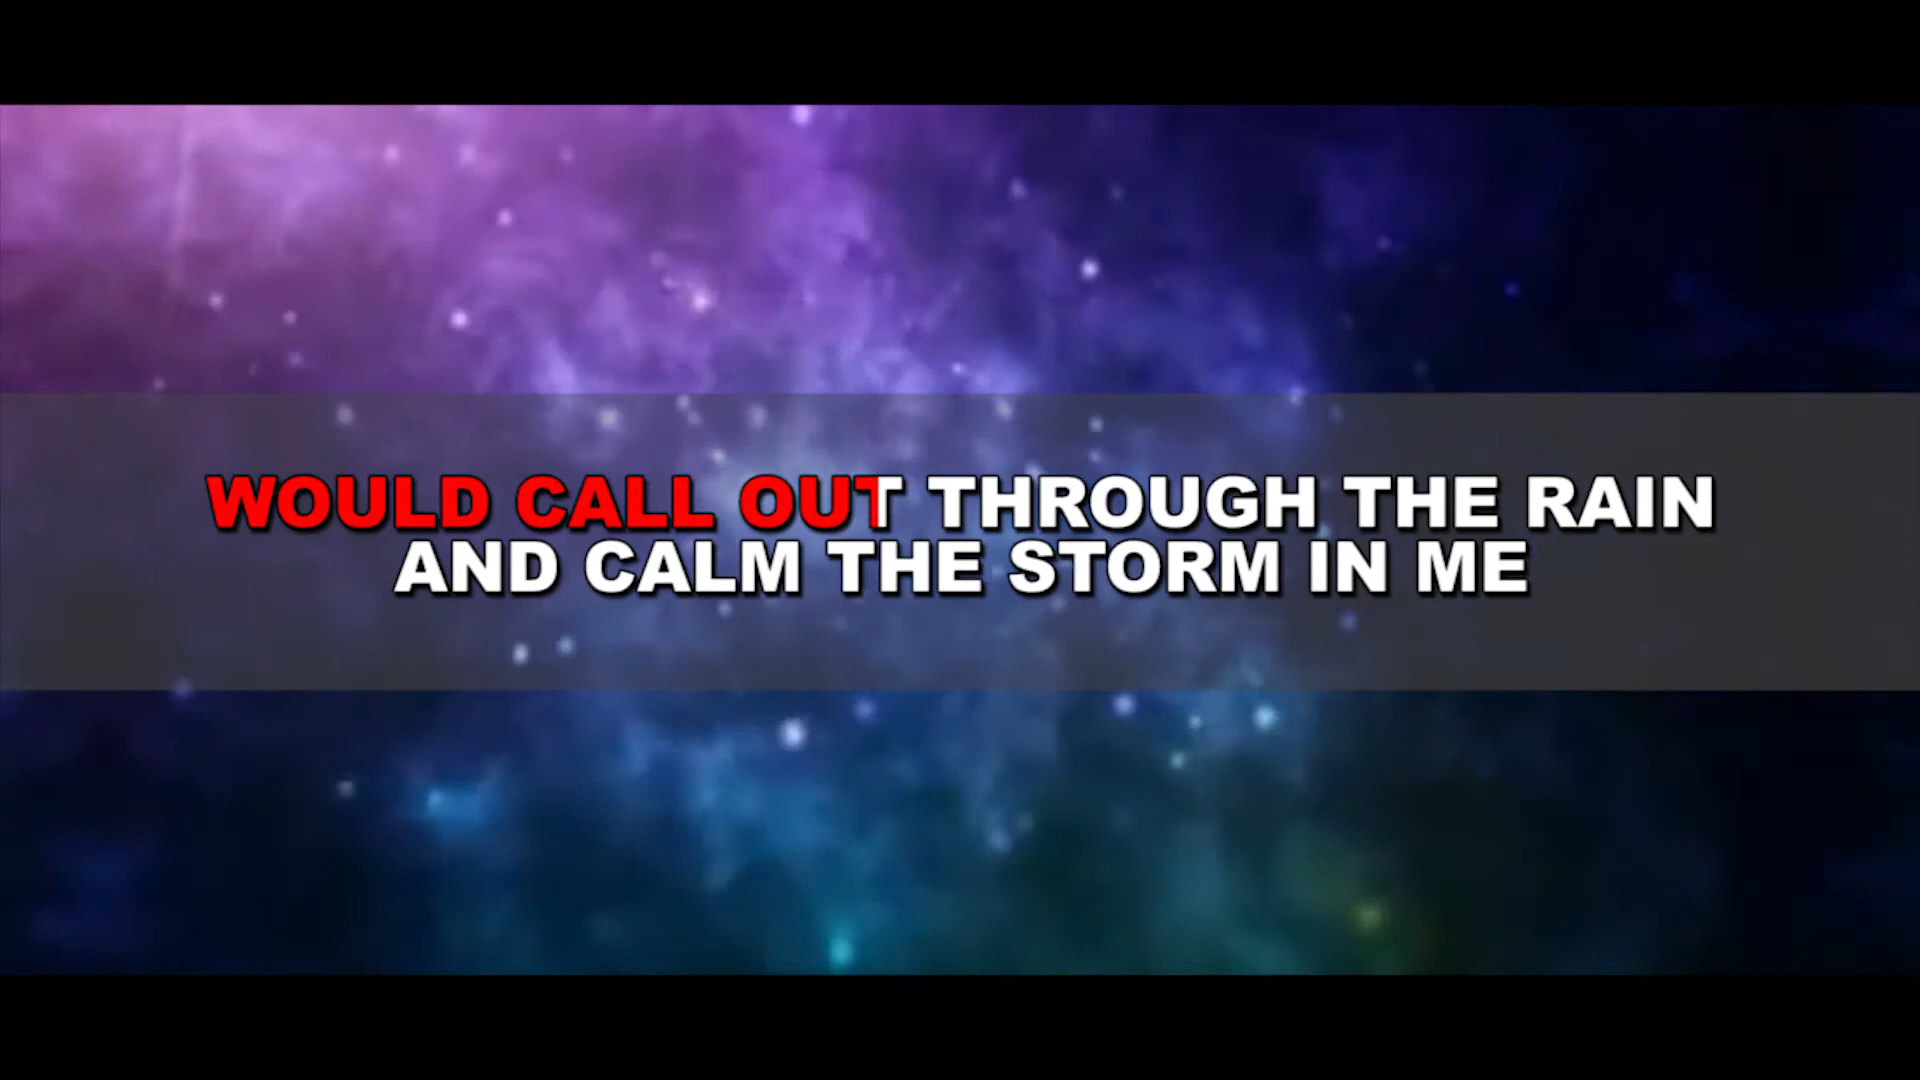 WOULD CALL OUT THROUGH THE RAIN
AND CALM THE STORM IN ME